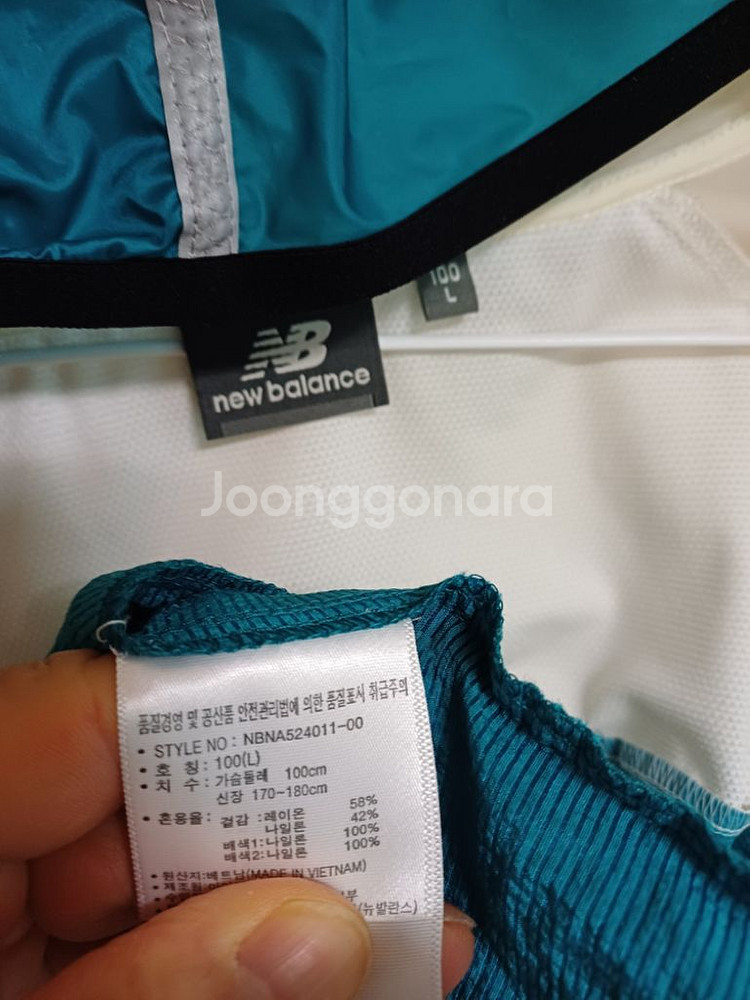 100
L
NB
new balance
Joonggonara
품질경영 및 공산품 안전관리법에 의한 품질표시 취급주의
• STYLE NO : NBNA524011-00
• 호 칭 : 100(L)
• 치 수 : 가슴둘레 100cm
신장 170-180cm
• 혼용율 : 겉감 : 레이온 58%
나일론 42%
배색1: 나일론 100%
배색2: 나일론 100%
• 원산지: 베트남(MADE IN VIETNAM)
• 제조원:
(뉴발란스)